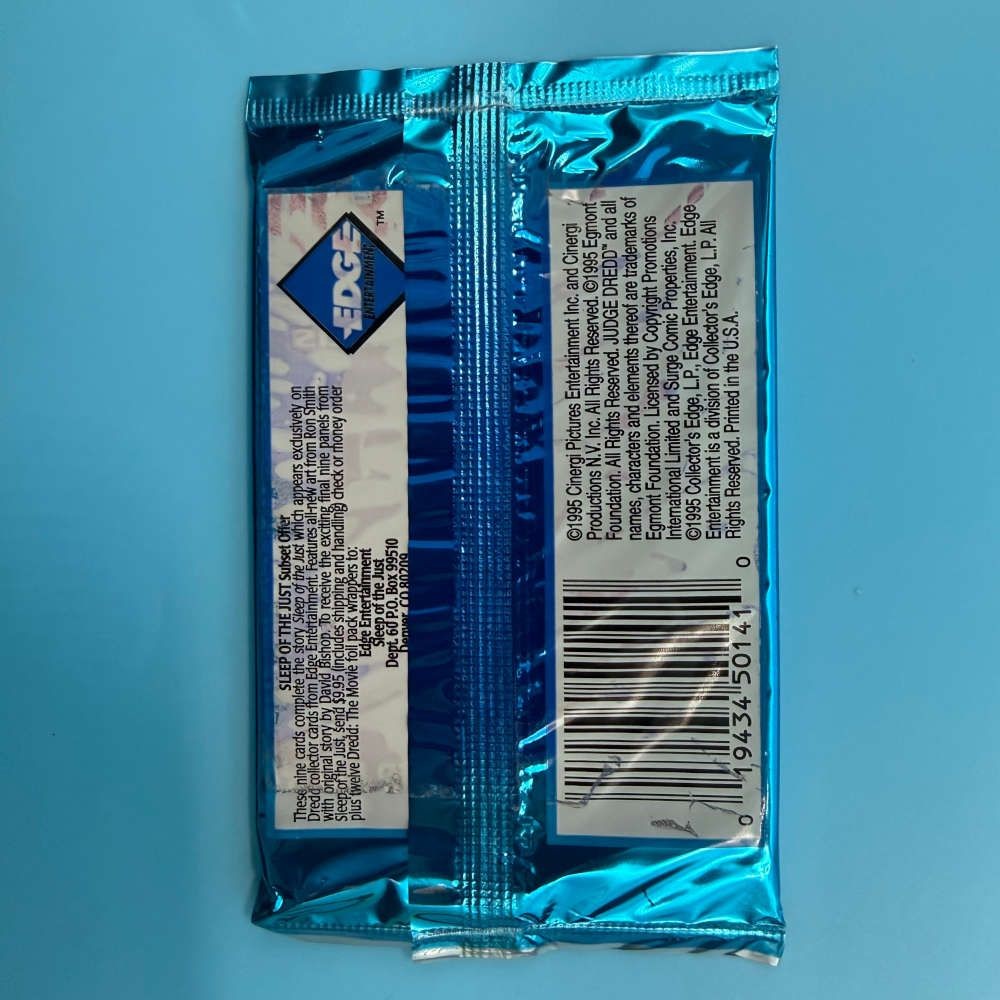 EDGE
ENTERTAINMENT
TM
SLEEP OF THE JUST Subset Offer
These nine cards complete the story Sleep of the Just which appears exclusively on
Dredd collector cards from Edge Entertainment. Features all-new art from Ron Smith
with original story by David Bishop. To receive the exciting final nine panels from
Sleep of the Just, send $9.95 (includes shipping and handling) check or money order
plus twelve Dredd: The Movie foil pack wrappers to:
Edge Entertainment
Sleep of the Just
Dept. 60 P.O. Box 99510
Denver, CO 80209
©1995 Cinergi Pictures Entertainment Inc. and Cinergi
Productions N.V. Inc. All Rights Reserved. ©1995 Egmont
Foundation. All Rights Reserved. JUDGE DREDD™ and all
names, characters and elements thereof are trademarks of
Egmont Foundation. Licensed by Copyright Promotions
International Limited and Surge Comic Properties, Inc.
©1995 Collector's Edge, L.P., Edge Entertainment. Edge
Entertainment is a division of Collector's Edge, L.P. All
Rights Reserved. Printed in the U.S.A.
0 19434 50141 0